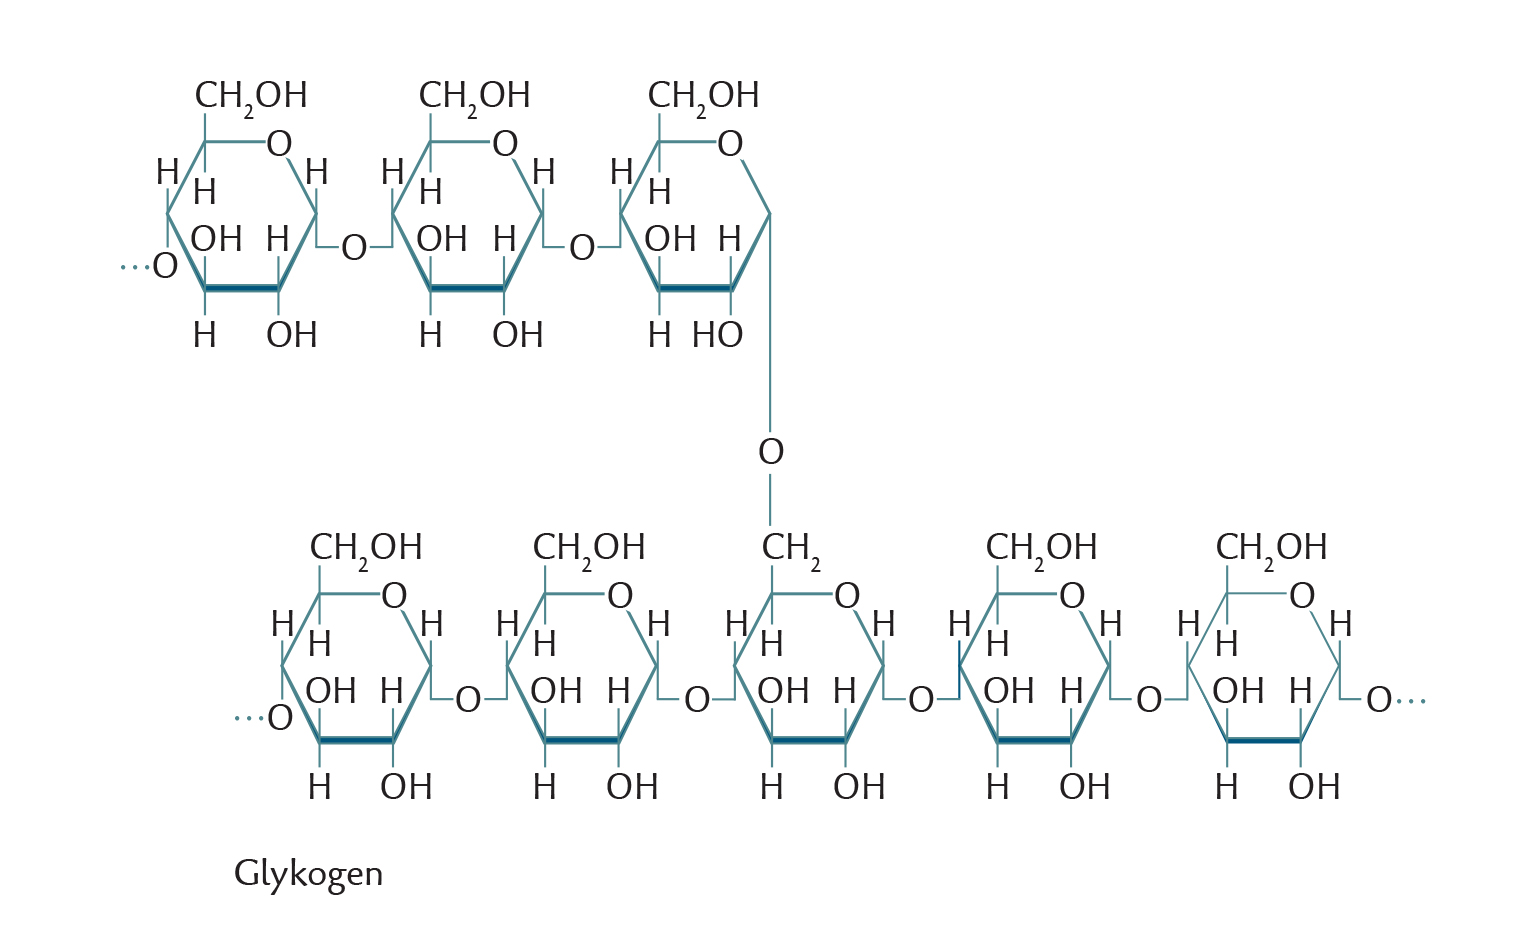 CH2OH CH2OH CH2OH
O O O
H H H H H
H H H
OH H OH H OH H
O O
···O
H OH H OH H HO
O
CH2OH CH2OH CH2 CH2OH CH2OH
O O O O O
H H H H H H H H H H
H H H H H
OH H OH H OH H OH H OH H
O O O O O···
···O
H OH H OH H OH H OH H OH
Glykogen